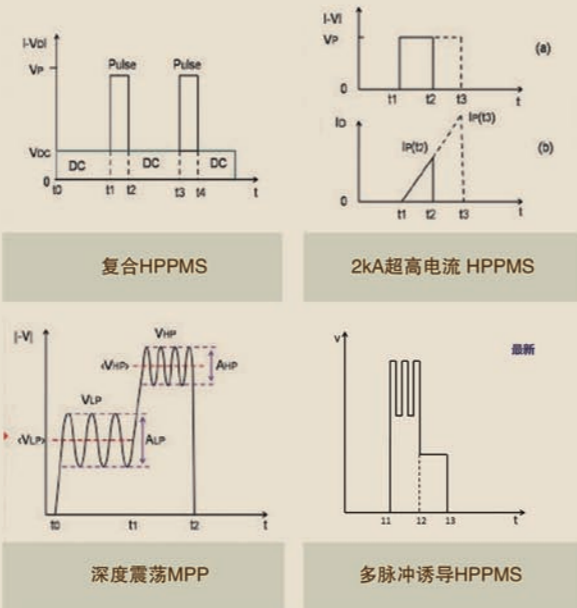 |-VD|
VP
Pulse
Pulse
VDC
DC
DC
DC
0
t0
t1
t2
t3
t4
t
复合HPPMS
|-V|
VP
(a)
0
t1
t2
t3
t
ID
IP(t3)
IP(t2)
(b)
0
t1
t2
t3
t
2kA超高电流 HPPMS
|-V|
VHP
‹VHP›
AHP
VLP
‹VLP›
ALP
t0
t1
t2
t
深度震荡MPP
v
最新
11
12
13
t
多脉冲诱导HPPMS